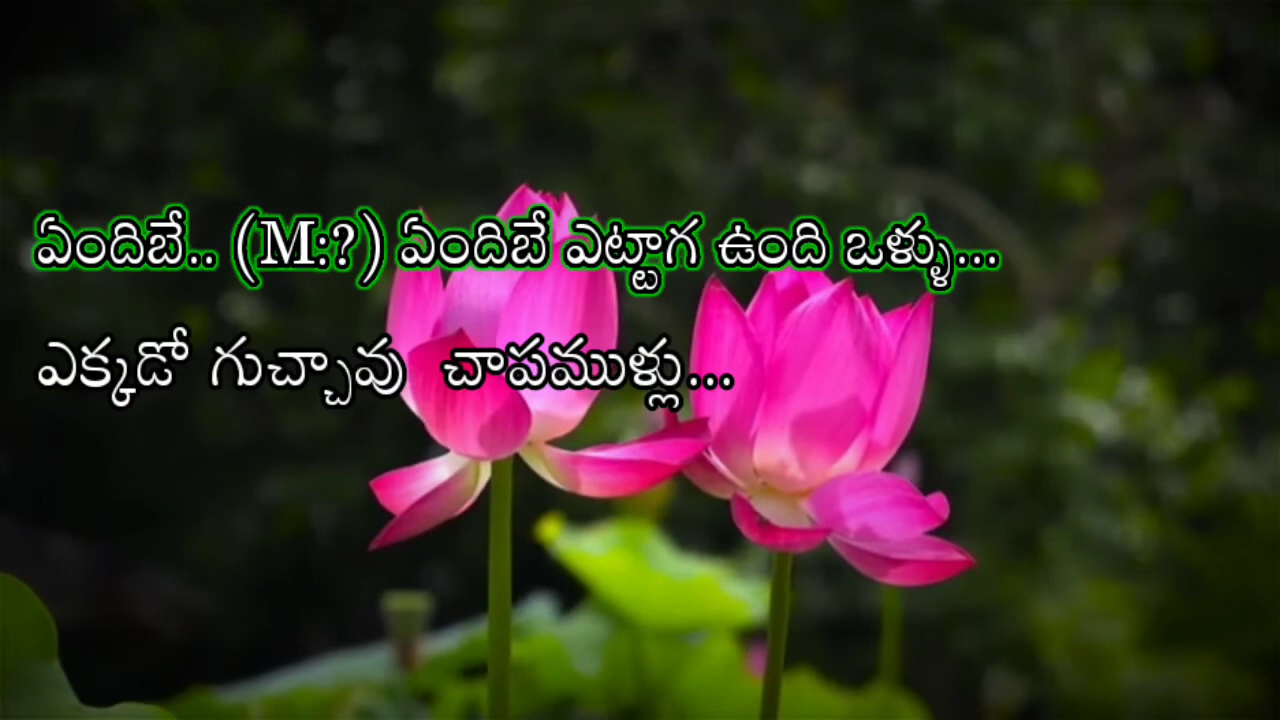 ఏందిబే.. (M:?) ఏందిబే ఎట్టాగ ఉంది ఒళ్ళు...
ఎక్కడో గుచ్చావు చాపముళ్లు...